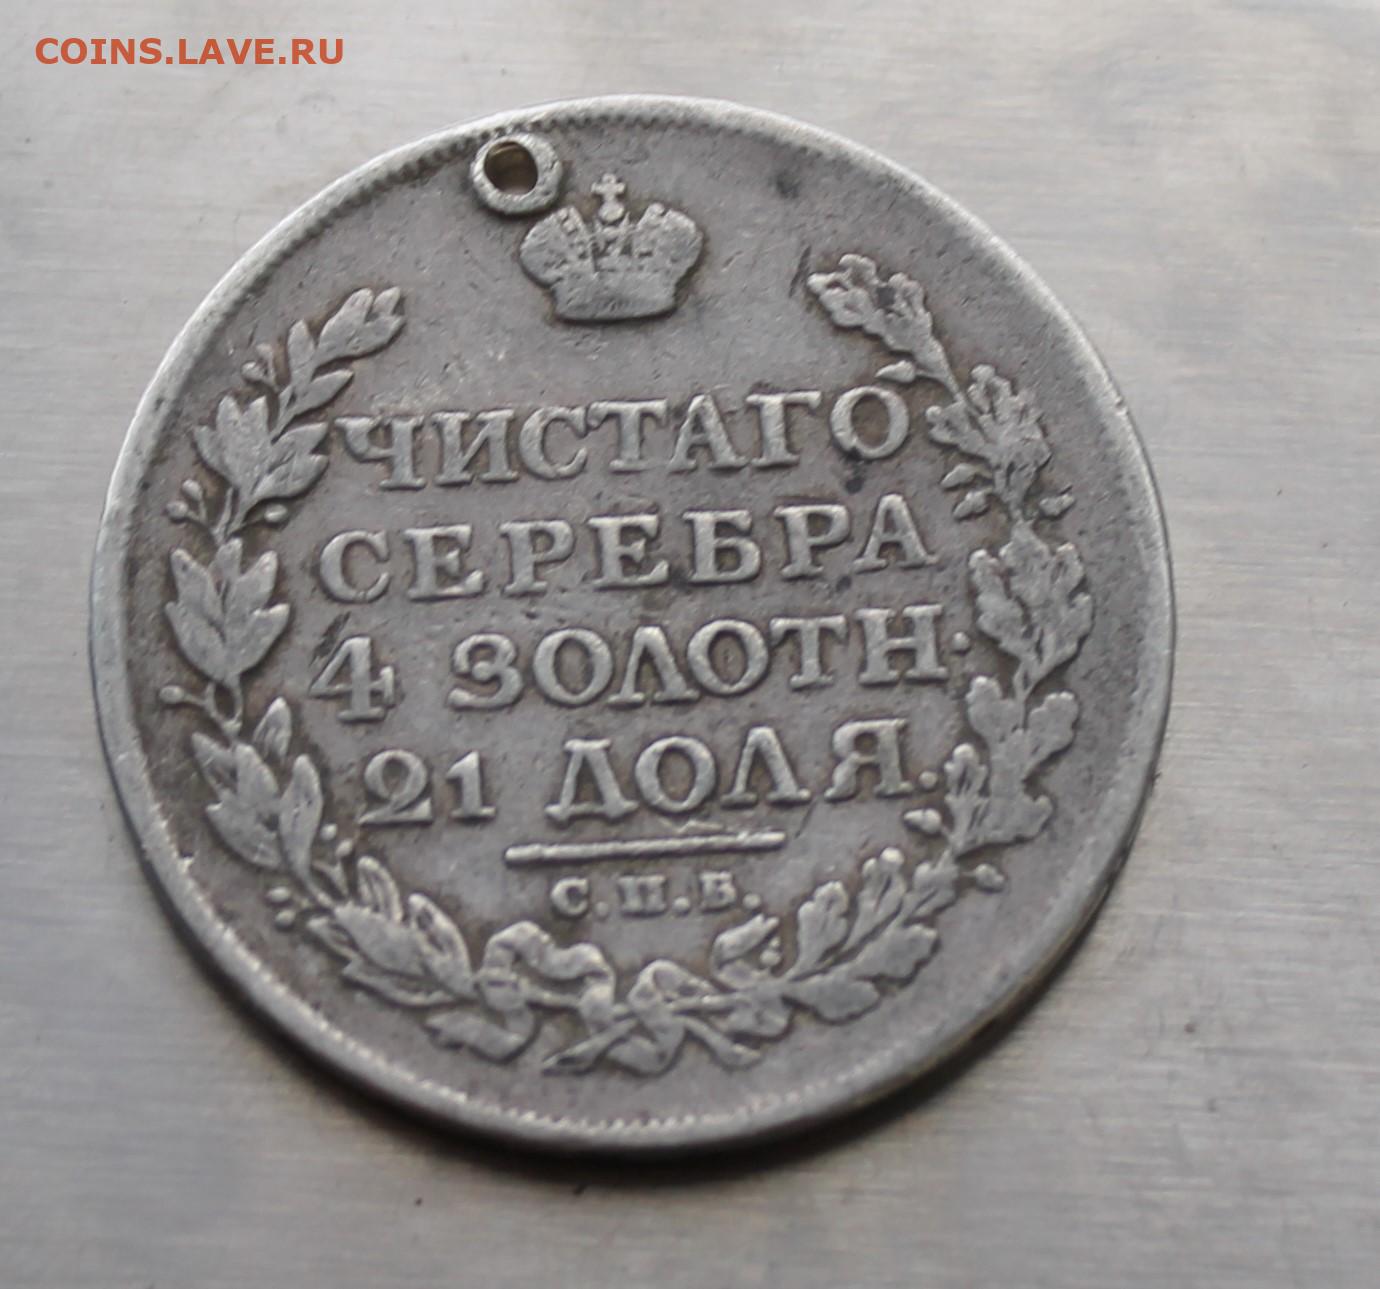 COINS.LAVE.RU
ЧИСТАГО
СЕРЕБРА
4 ЗОЛОТН.
21 ДОЛЯ.
С.П.Б.